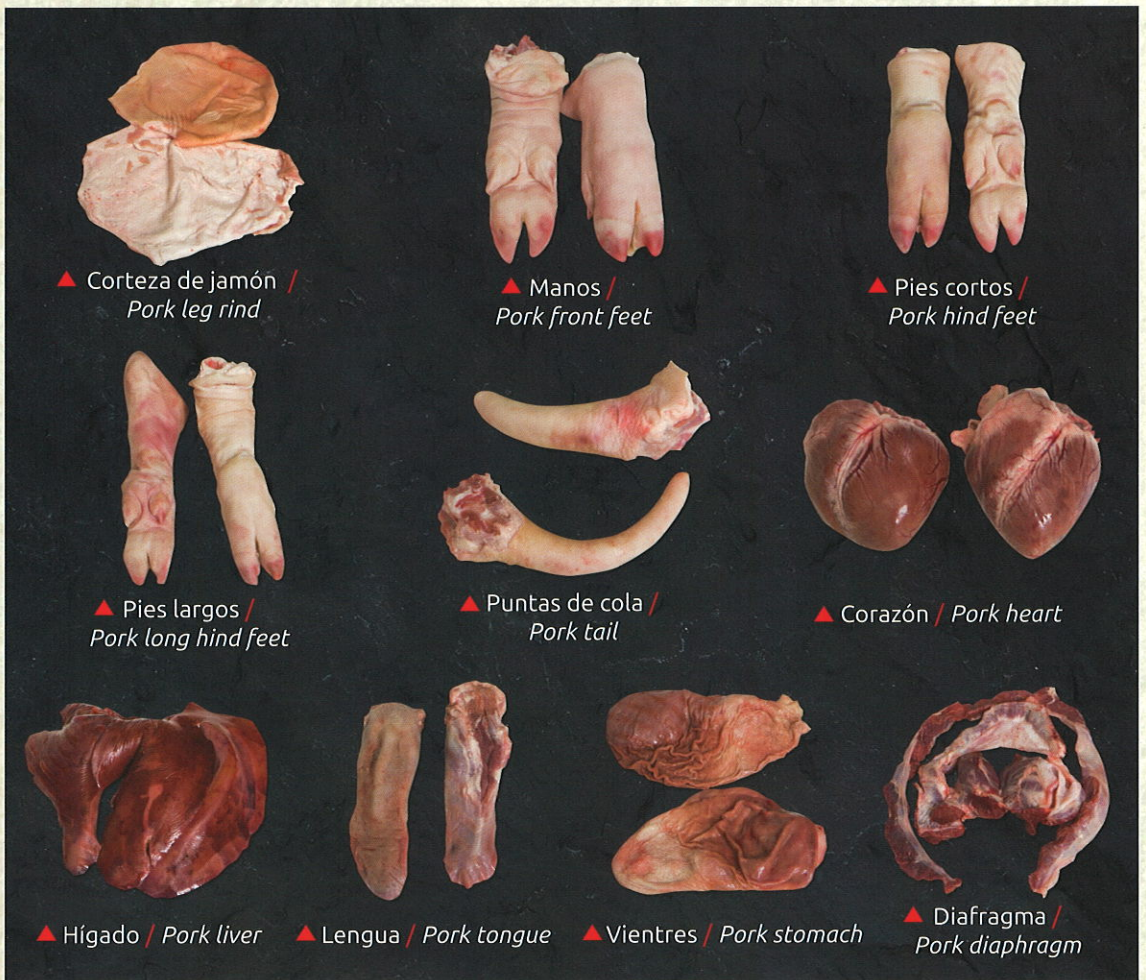 ▲ Corteza de jamón /
Pork leg rind
▲ Manos /
Pork front feet
▲ Pies cortos /
Pork hind feet
▲ Pies largos /
Pork long hind feet
▲ Puntas de cola /
Pork tail
▲ Corazón / Pork heart
▲ Hígado / Pork liver
▲ Lengua / Pork tongue
▲ Vientres / Pork stomach
▲ Diafragma /
Pork diaphragm